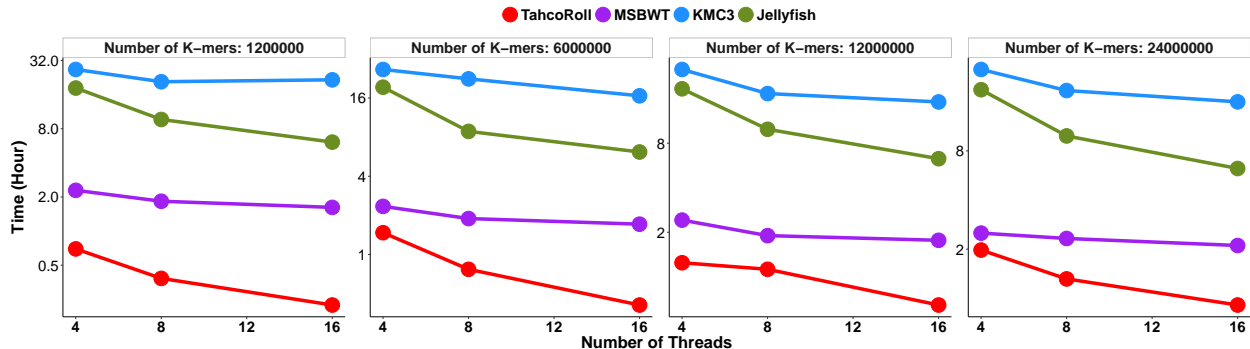 TahcoRoll MSBWT KMC3 Jellyfish
Number of K−mers: 1200000 Number of K−mers: 6000000 Number of K−mers: 12000000 Number of K−mers: 24000000
Time (Hour)
32.0
8.0
2.0
0.5
16
4
1
8
2
8
2
4 8 12 16 4 8 12 16 4 8 12 16 4 8 12 16
Number of Threads